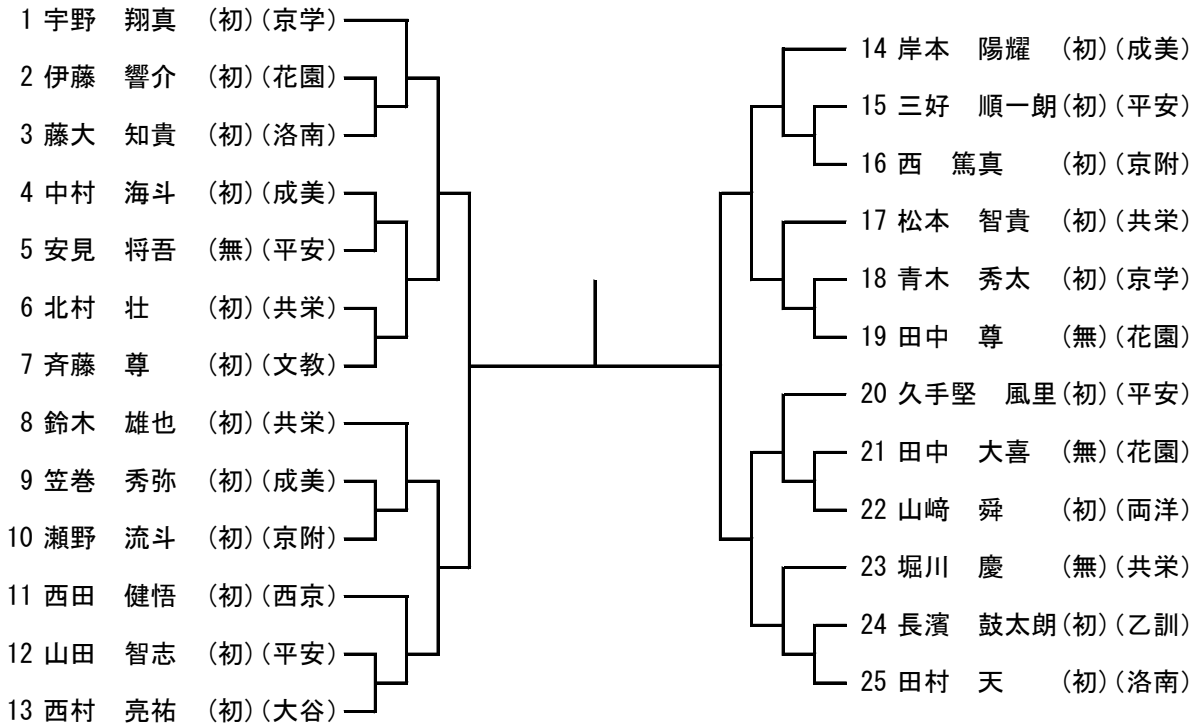 1 宇野　翔真　(初)(京学)
2 伊藤　響介　(初)(花園)
3 藤大　知貴　(初)(洛南)
4 中村　海斗　(初)(成美)
5 安見　将吾　(無)(平安)
6 北村　壮　(初)(共栄)
7 斉藤　尊　(初)(文教)
8 鈴木　雄也　(初)(共栄)
9 笠巻　秀弥　(初)(成美)
10 瀬野　流斗　(初)(京附)
11 西田　健悟　(初)(西京)
12 山田　智志　(初)(平安)
13 西村　亮祐　(初)(大谷)
14 岸本　陽耀　(初)(成美)
15 三好　順一朗(初)(平安)
16 西　篤真　(初)(京附)
17 松本　智貴　(初)(共栄)
18 青木　秀太　(初)(京学)
19 田中　尊　(無)(花園)
20 久手堅　風里(初)(平安)
21 田中　大喜　(無)(花園)
22 山﨑　舜　(初)(両洋)
23 堀川　慶　(無)(共栄)
24 長濱　鼓太朗(初)(乙訓)
25 田村　天　(初)(洛南)